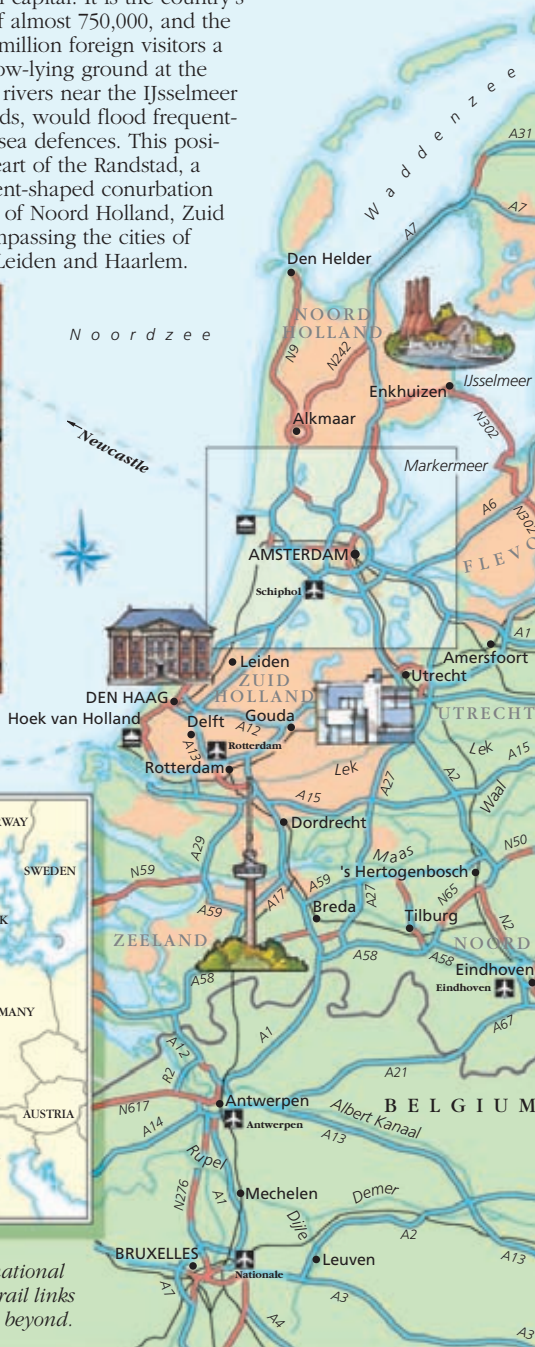 capital. It is the country's
f almost 750,000, and the
million foreign visitors a
ow-lying ground at the
rivers near the IJsselmeer
ds, would flood frequent-
sea defences. This posi-
eart of the Randstad, a
ent-shaped conurbation
of Noord Holland, Zuid
mpassing the cities of
Leiden and Haarlem.
Waddenzee
A31
A7
A7
Den Helder
Noordzee
NOORD
HOLLAND
N9
N242
Enkhuizen
IJsselmeer
Alkmaar
N302
Newcastle
Markermeer
A6
N302
AMSTERDAM
FLEVO
Schiphol
A1
Amersfoort
Leiden
Utrecht
ZUID
HOLLAND
DEN HAAG
Hoek van Holland
Delft
Gouda
A12
UTRECHT
A13
Rotterdam
Rotterdam
Lek
Lek
A15
A27
A2
A15
Waal
Dordrecht
A29
Maas
N50
's Hertogenbosch
N59
A59
A17
A59
A27
N65
Breda
Tilburg
N2
ZEELAND
NOORD
A58
A58
A58
Eindhoven
Eindhoven
A67
A1
A12
R2
A21
N617
Antwerpen
BELGIUM
Antwerpen
Albert Kanaal
A14
A13
Rupel
N276
A1
Mechelen
Demer
Dijle
A2
BRUXELLES
Leuven
A13
Nationale
A7
A3
A4
A3
WAY
SWEDEN
K
MANY
AUSTRIA
national
rail links
beyond.